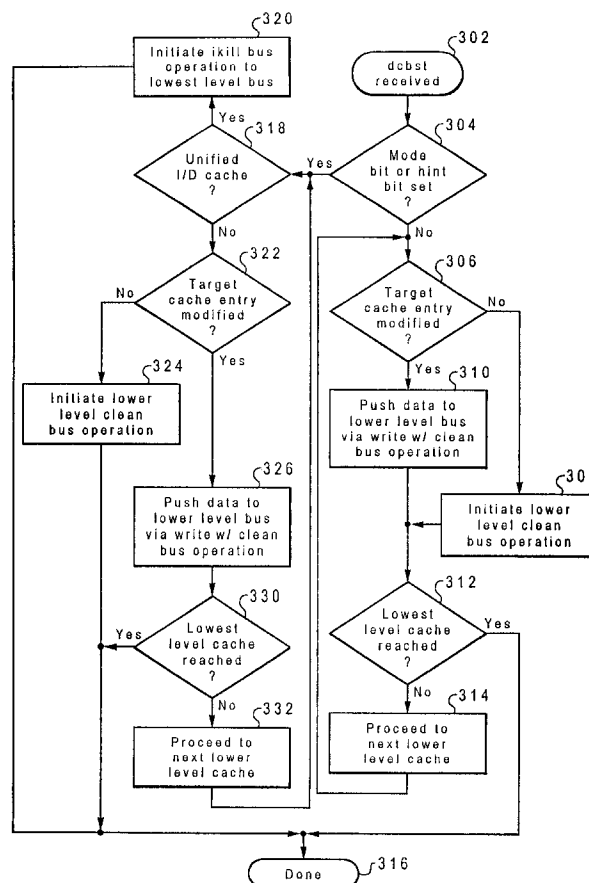 320
Initiate ikill bus
operation to
lowest level bus
302
dcbst
received
Yes
318
Unified
I/D cache
?
Yes
304
Mode
bit or hint
bit set
?
No
No
322
Target
cache entry
modified
?
No
Yes
306
Target
cache entry
modified
?
No
Yes
324
Initiate lower
level clean
bus operation
310
Push data to
lower level bus
via write w/ clean
bus operation
326
Push data to
lower level bus
via write w/ clean
bus operation
30
Initiate lower
level clean
bus operation
330
Lowest
level cache
reached
?
Yes
No
312
Lowest
level cache
reached
?
Yes
No
332
Proceed to
next lower
level cache
314
Proceed to
next lower
level cache
Done
316